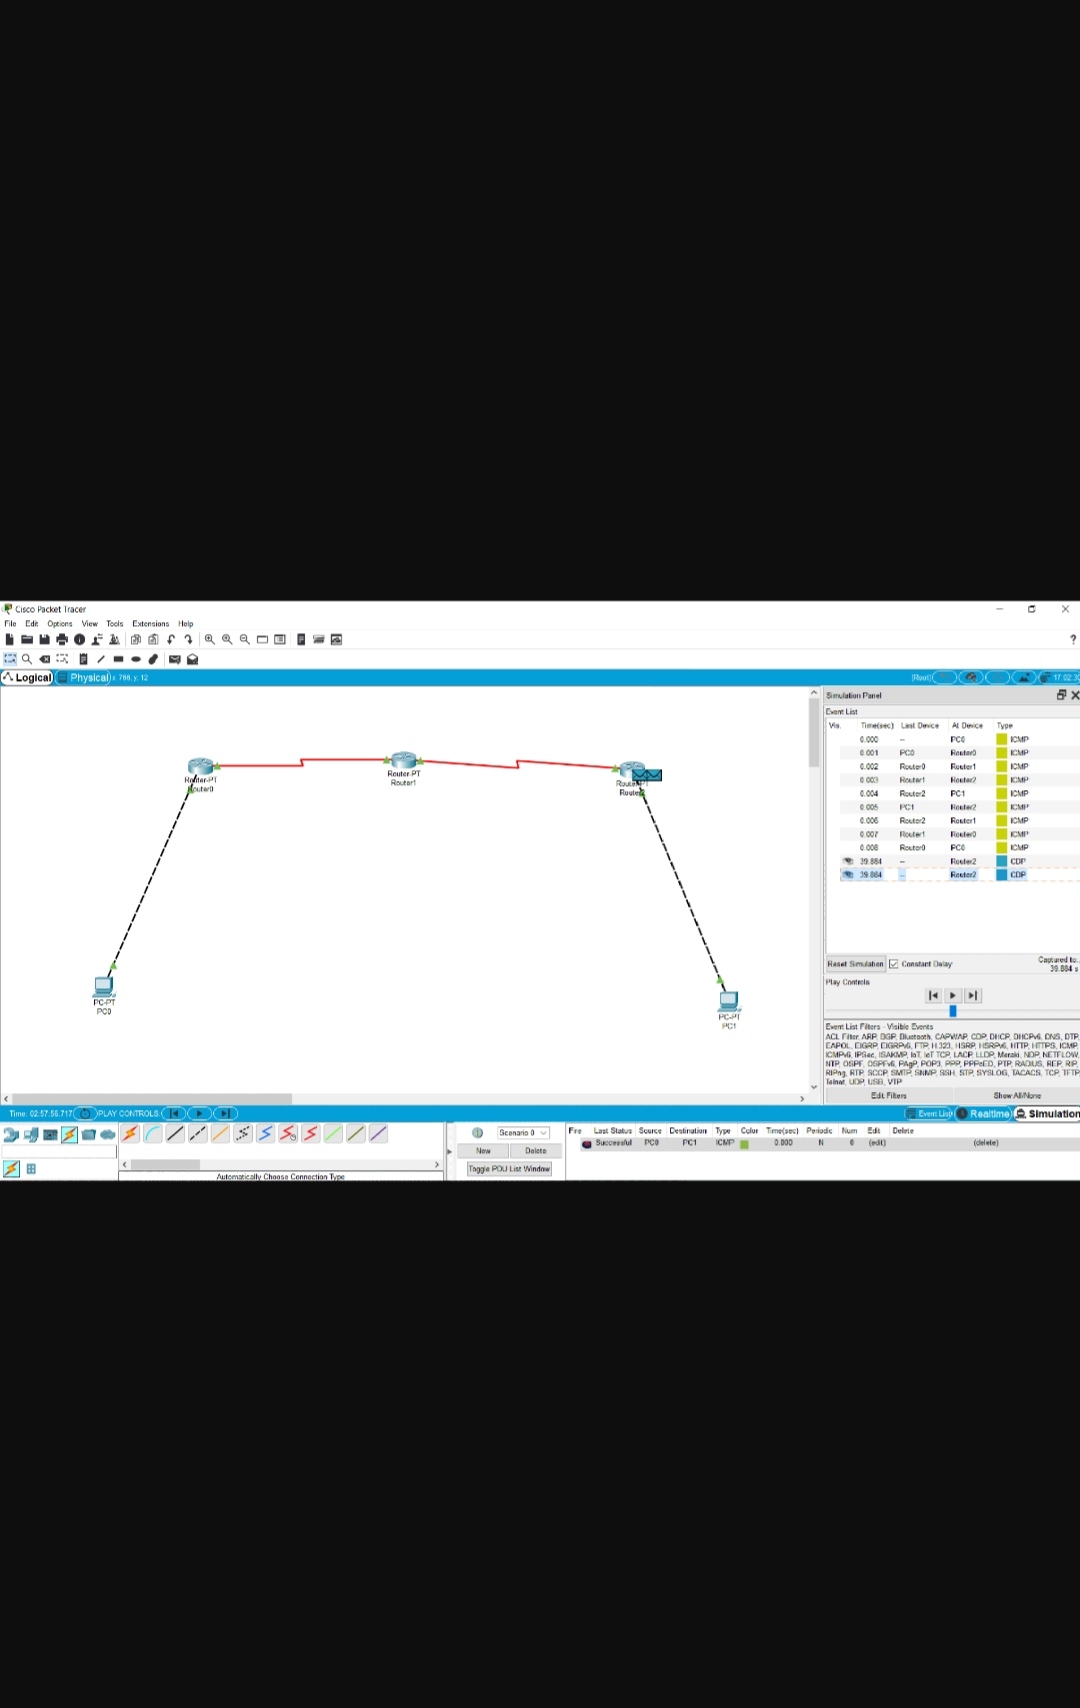 Cisco Packet Tracer
File Edit Options View Tools Extensions Help
?
Logical Physical x: 766, y: 12 [Root] 17:02:30
Simulation Panel
Event List
Vis. Time(sec) Last Device At Device Type
0.000 -- PC0 ICMP
0.001 PC0 Router0 ICMP
0.002 Router0 Router1 ICMP
0.003 Router1 Router2 ICMP
0.004 Router2 PC1 ICMP
0.005 PC1 Router2 ICMP
0.006 Router2 Router1 ICMP
0.007 Router1 Router0 ICMP
0.008 Router0 PC0 ICMP
39.884 -- Router2 CDP
39.884 -- Router2 CDP
Router-PT
Router0
Router-PT
Router1
PC-PT
PC0
PC-PT
PC1
Reset Simulation Constant Delay Captured to:
39.884 s
Play Controls
Event List Filters - Visible Events
ACL Filter, ARP, BGP, Bluetooth, CAPWAP, CDP, DHCP, DHCPv6, DNS, DTP,
EAPOL, EIGRP, EIGRPv6, FTP, H.323, HSRP, HSRPv6, HTTP, HTTPS, ICMP,
ICMPv6, IPSec, ISAKMP, IoT, IoT TCP, LACP, LLDP, Meraki, NDP, NETFLOW,
NTP, OSPF, OSPFv6, PAgP, POP3, PPP, PPPoED, PTP, RADIUS, REP, RIP,
RIPng, RTP, SCCP, SMTP, SNMP, SSH, STP, SYSLOG, TACACS, TCP, TFTP,
Telnet, UDP, USB, VTP
Edit Filters Show All/None
Time: 02:57:56.717 PLAY CONTROLS: Event List Realtime Simulation
Scenario 0
New Delete
Toggle PDU List Window
Automatically Choose Connection Type
Fire Last Status Source Destination Type Color Time(sec) Periodic Num Edit Delete
Successful PC0 PC1 ICMP 0.000 N 0 (edit) (delete)